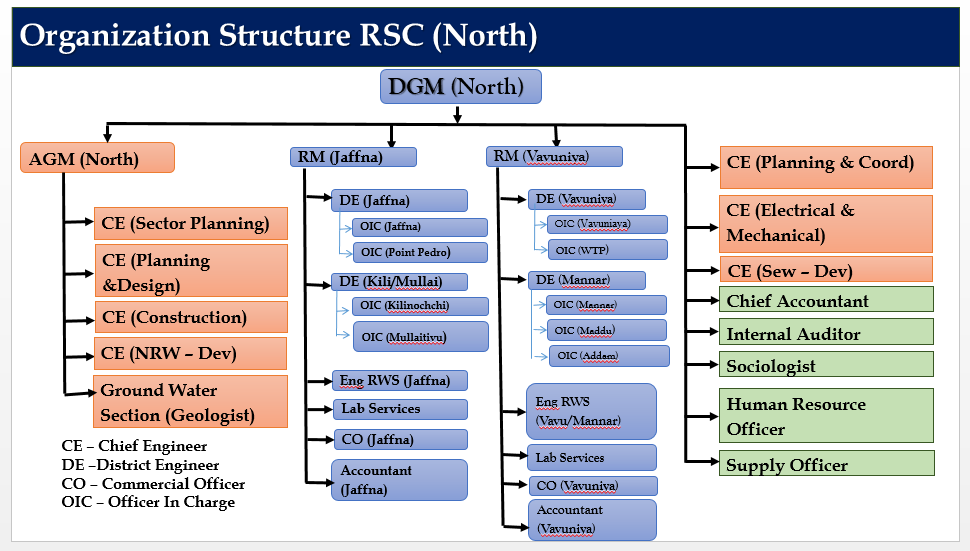 Organization Structure RSC (North)
DGM (North)
AGM (North)
CE (Sector Planning)
CE (Planning
&Design)
CE (Construction)
CE (NRW – Dev)
Ground Water
Section (Geologist)
CE – Chief Engineer
DE –District Engineer
CO – Commercial Officer
OIC – Officer In Charge
RM (Jaffna)
DE (Jaffna)
OIC (Jaffna)
OIC (Point Pedro)
DE (Kili/Mullai)
OIC (Kilinochchi)
OIC (Mullaitivu)
Eng RWS (Jaffna)
Lab Services
CO (Jaffna)
Accountant
(Jaffna)
RM (Vavuniya)
DE (Vavuniya)
OIC (Vavuniaya)
OIC (WTP)
DE (Mannar)
OIC (Mannar)
OIC (Maddu)
OIC (Addam)
Eng RWS
(Vavu/Mannar)
Lab Services
CO (Vavuniya)
Accountant
(Vavuniya)
CE (Planning & Coord)
CE (Electrical &
Mechanical)
CE (Sew – Dev)
Chief Accountant
Internal Auditor
Sociologist
Human Resource
Officer
Supply Officer